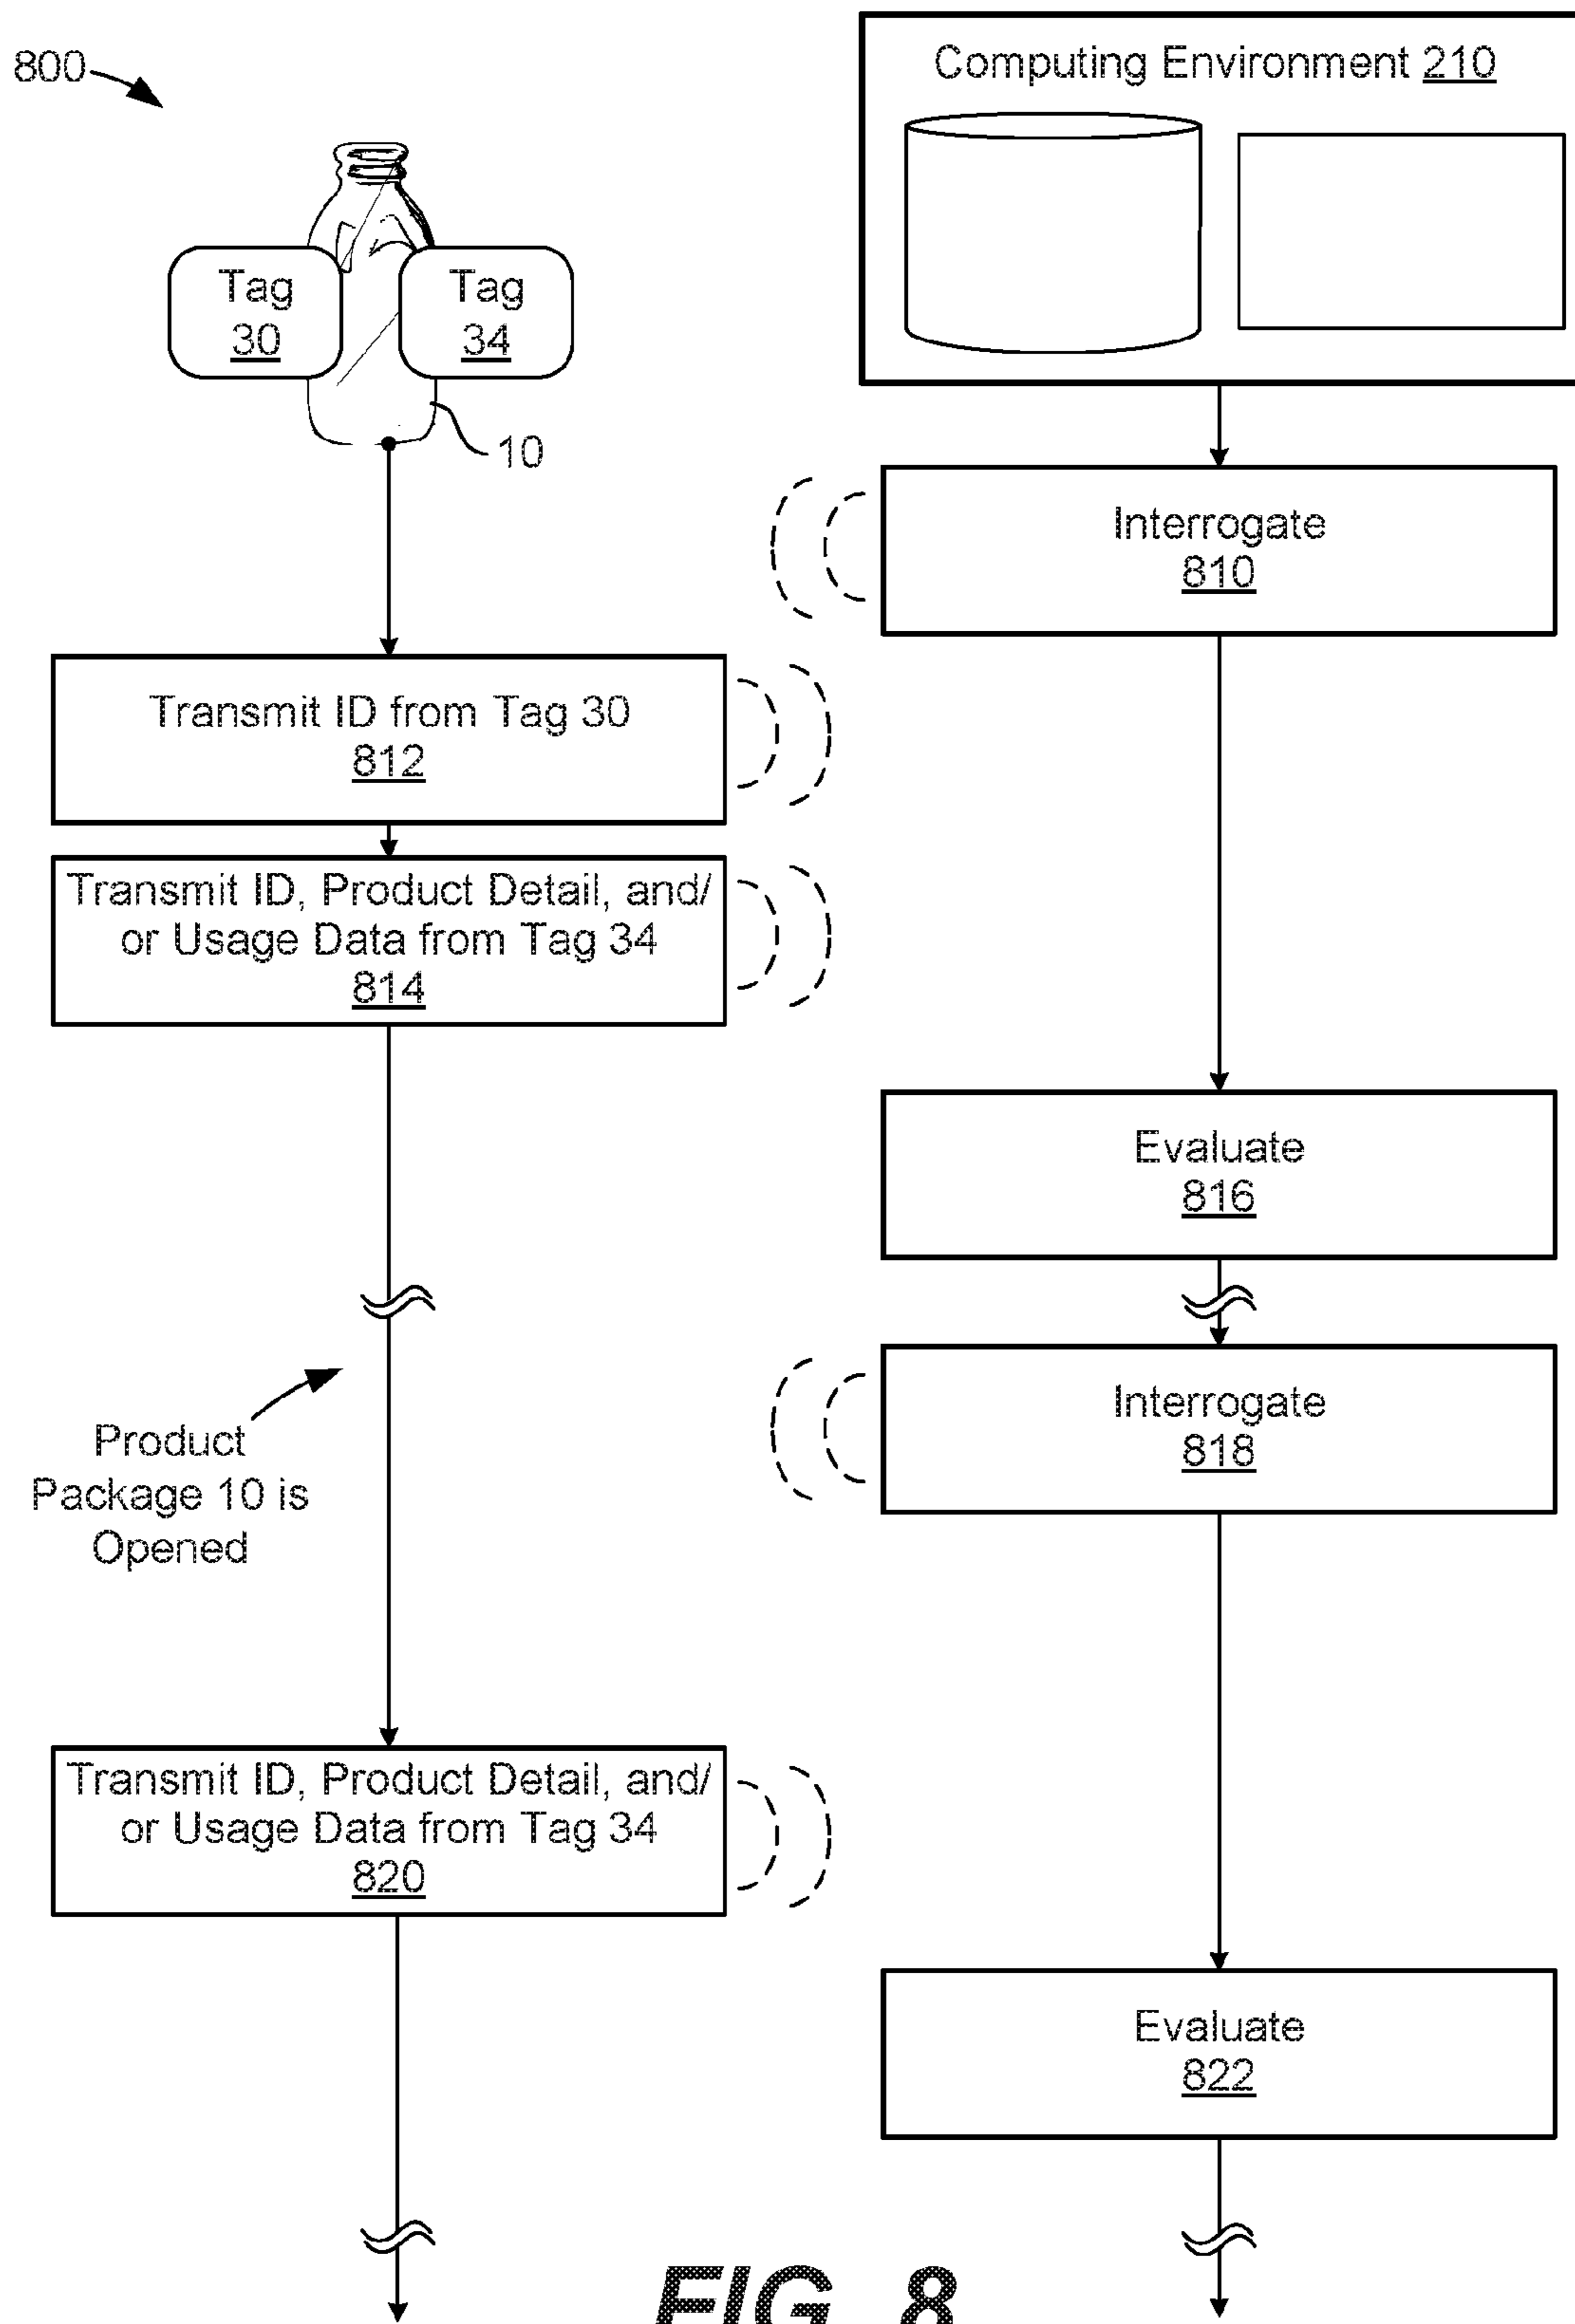 800
Computing Environment 210
Tag
30
Tag
34
10
Interrogate
810
Transmit ID from Tag 30
812
Transmit ID, Product Detail, and/
or Usage Data from Tag 34
814
Evaluate
816
Product
Package 10 is
Opened
Interrogate
818
Transmit ID, Product Detail, and/
or Usage Data from Tag 34
820
Evaluate
822
FIG. 8